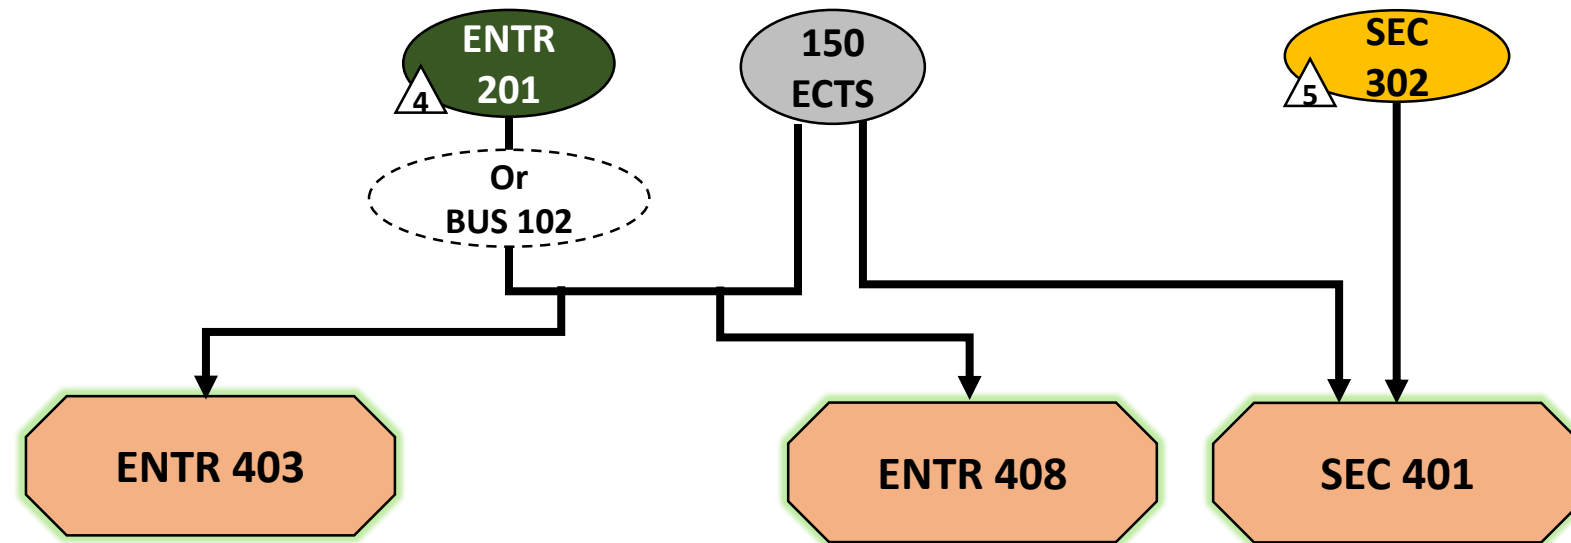 ENTR
201
4
150
ECTS
SEC
302
5
Or
BUS 102
ENTR 403
ENTR 408
SEC 401